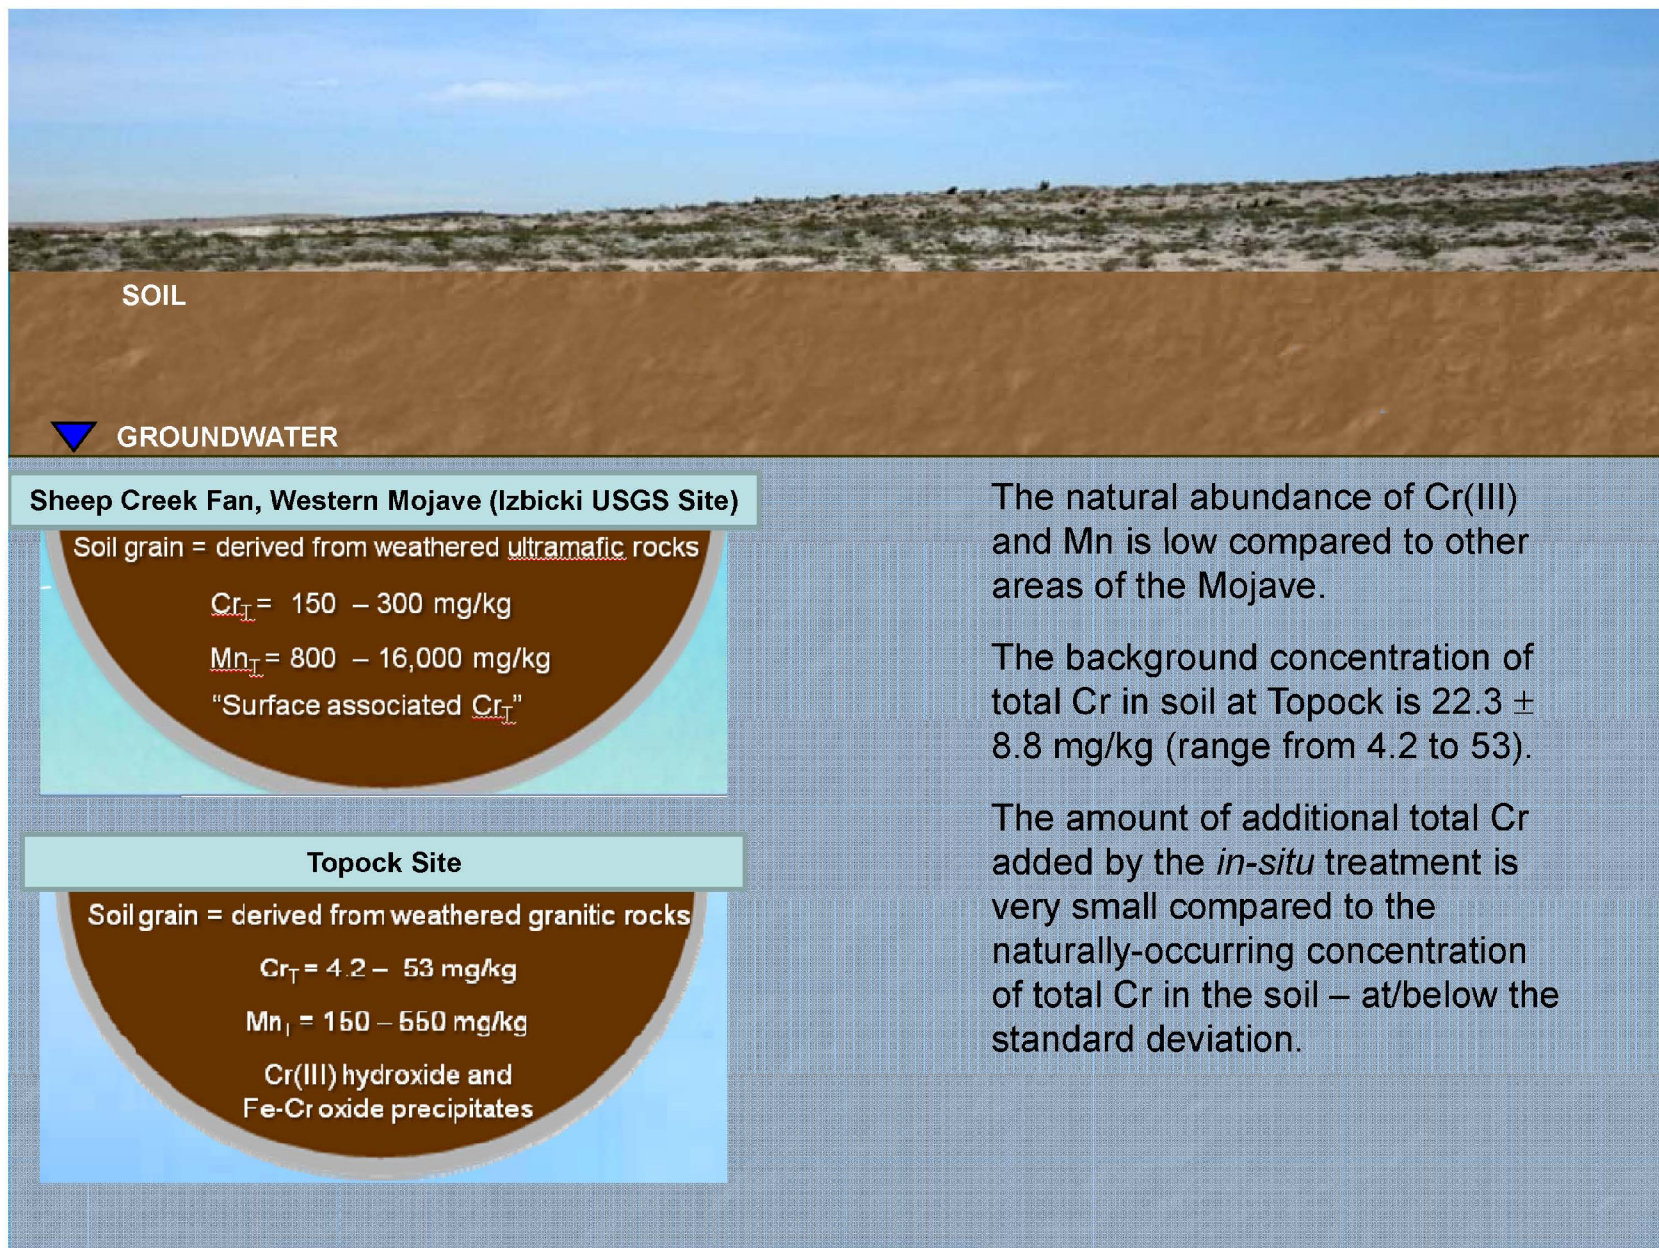 SOIL
GROUNDWATER
Sheep Creek Fan, Western Mojave (Izbicki USGS Site)
Soil grain = derived from weathered ultramafic rocks
CrT = 150 – 300 mg/kg
MnT = 800 – 16,000 mg/kg
“Surface associated CrT”
Topock Site
Soil grain = derived from weathered granitic rocks
CrT = 4.2 – 53 mg/kg
MnT = 150 – 550 mg/kg
Cr(III) hydroxide and
Fe-Cr oxide precipitates
The natural abundance of Cr(III)
and Mn is low compared to other
areas of the Mojave.
The background concentration of
total Cr in soil at Topock is 22.3 ±
8.8 mg/kg (range from 4.2 to 53).
The amount of additional total Cr
added by the in-situ treatment is
very small compared to the
naturally-occurring concentration
of total Cr in the soil – at/below the
standard deviation.